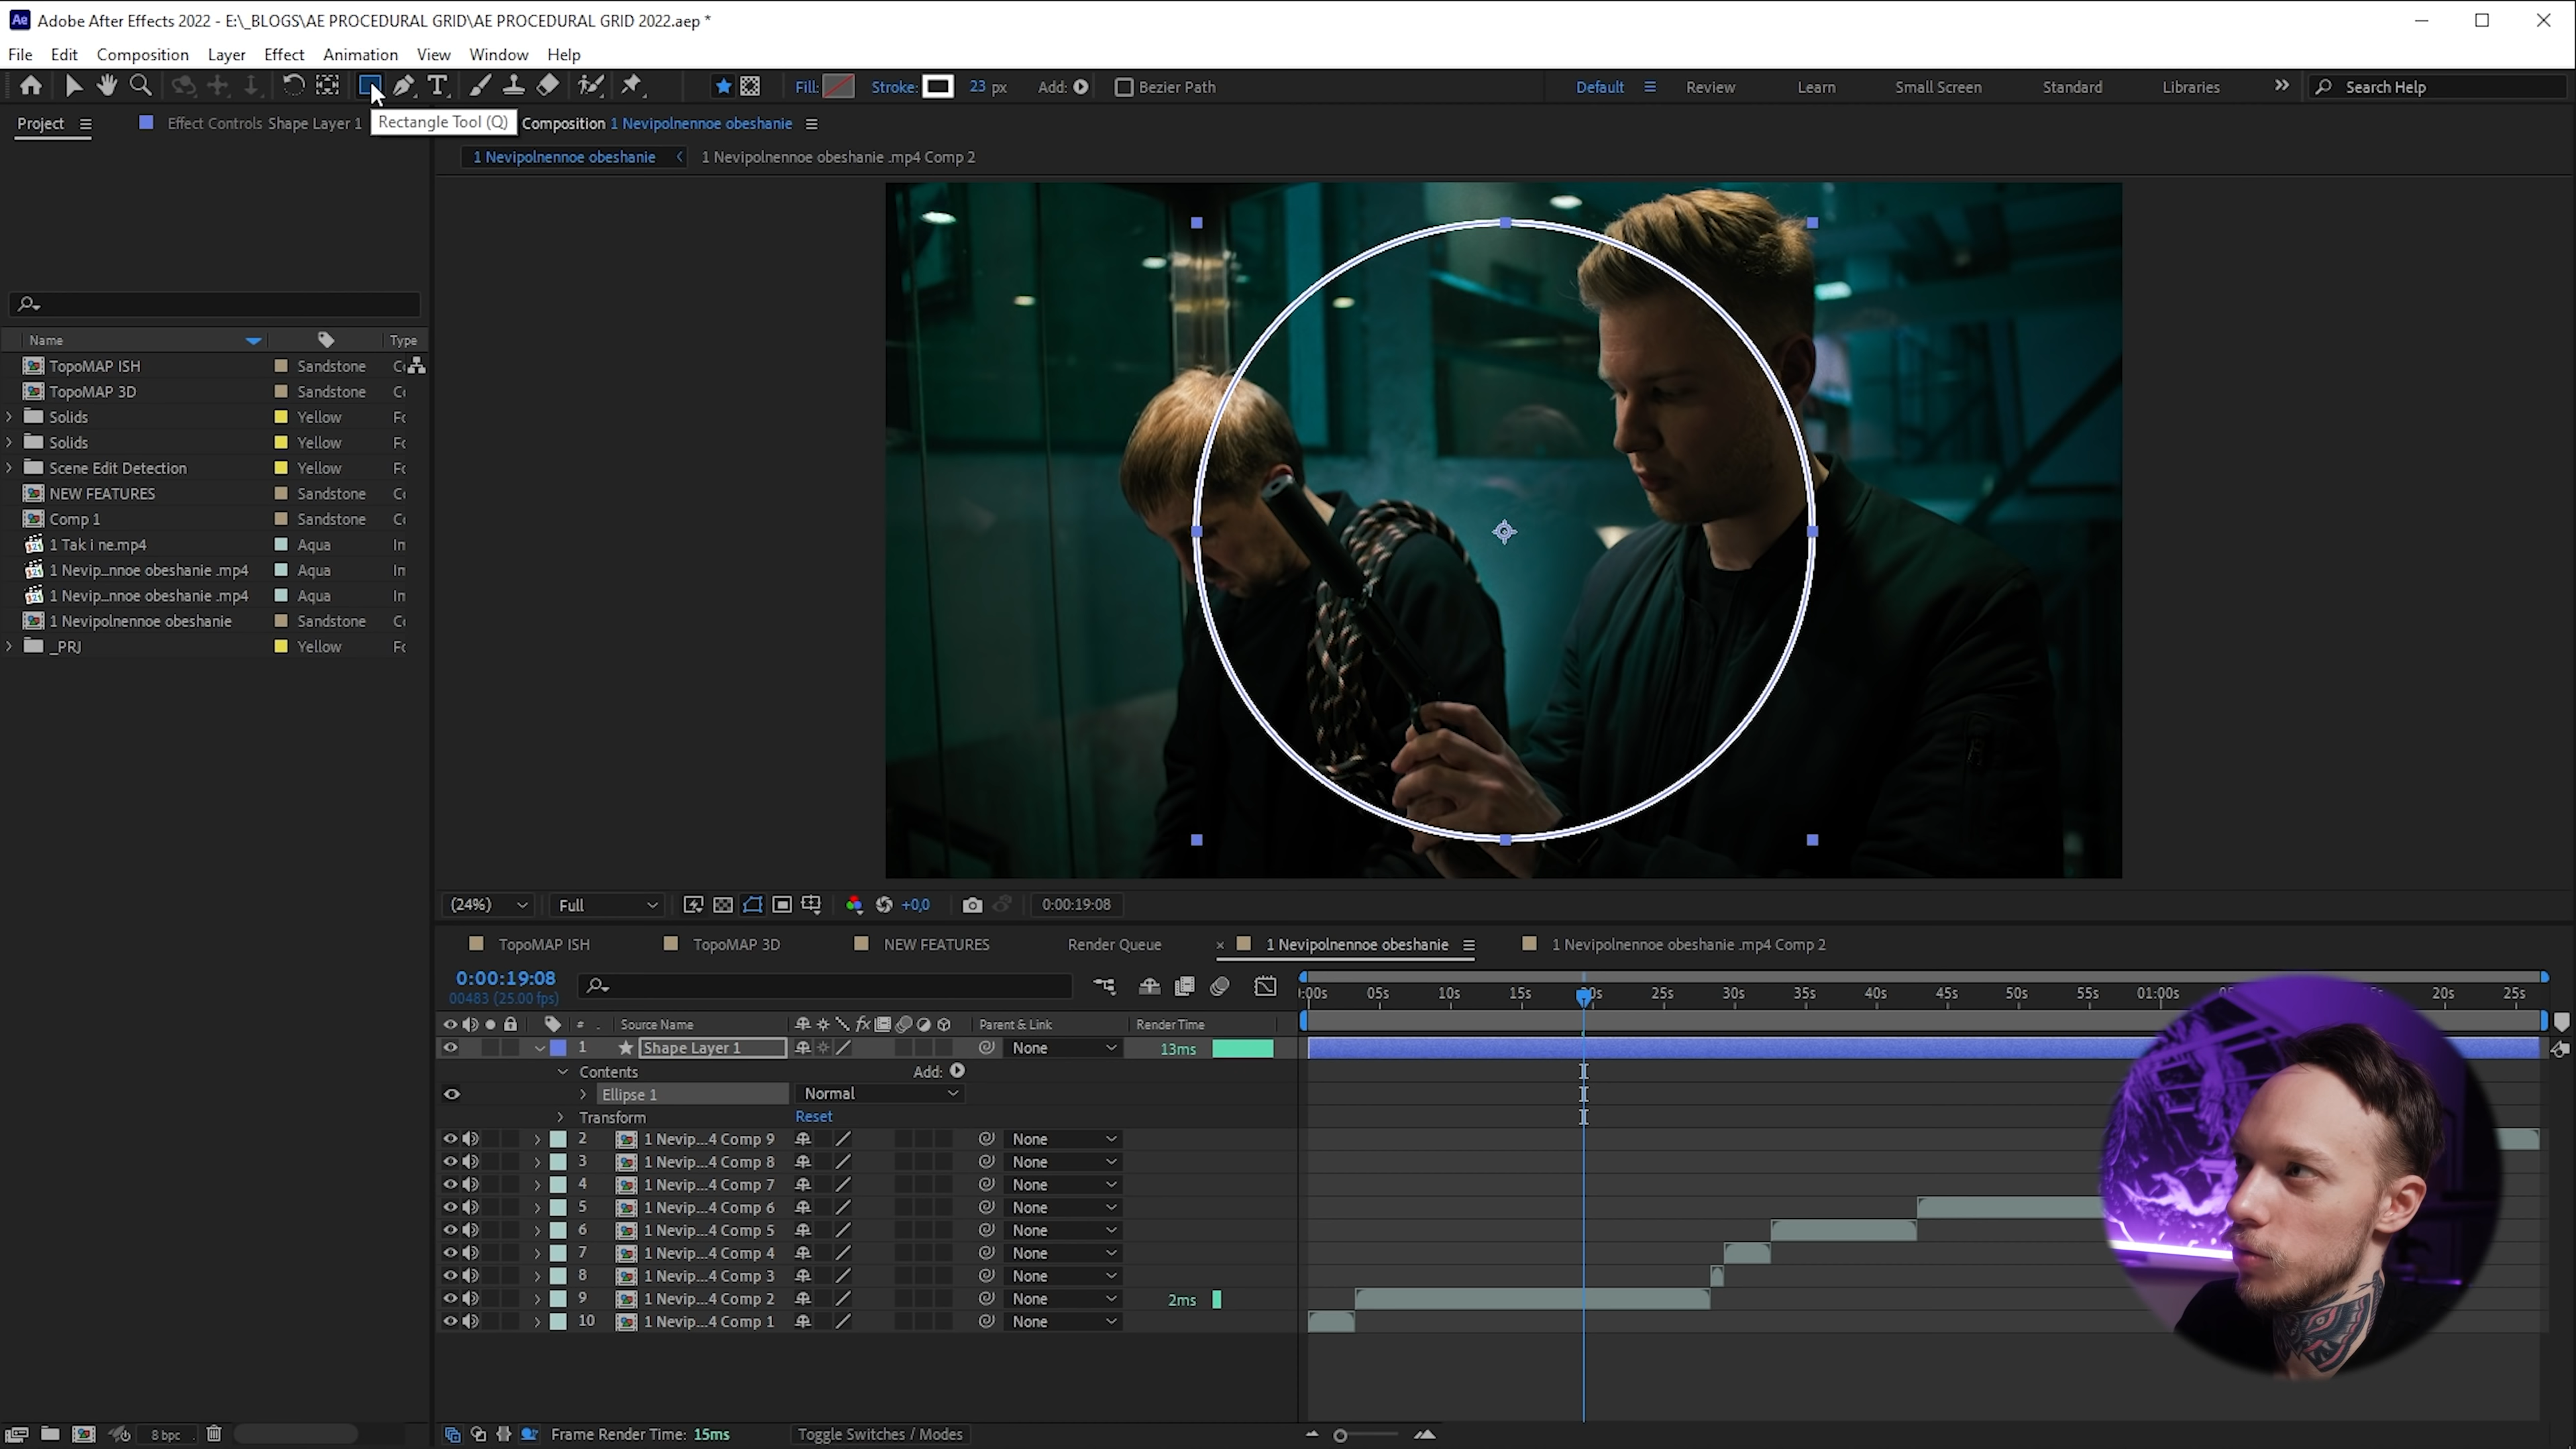 Ae Adobe After Effects 2022 - E:\_BLOGS\AE PROCEDURAL GRID\AE PROCEDURAL GRID 2022.aep *
File Edit Composition Layer Effect Animation View Window Help
Fill: Stroke: 23 px Add: Bezier Path Default Review Learn Small Screen Standard Libraries Search Help
Project Effect Controls Shape Layer 1 Rectangle Tool (Q) Composition 1 Nevipolnennoe obeshanie
1 Nevipolnennoe obeshanie 1 Nevipolnennoe obeshanie .mp4 Comp 2
Name Type
TopoMAP ISH Sandstone
TopoMAP 3D Sandstone
Solids Yellow
Solids Yellow
Scene Edit Detection Yellow
NEW FEATURES Sandstone
Comp 1 Sandstone
1 Tak i ne.mp4 Aqua
1 Nevip...nnoe obeshanie .mp4 Aqua
1 Nevip...nnoe obeshanie .mp4 Aqua
1 Nevipolnennoe obeshanie Sandstone
_PRJ Yellow
(24%) Full +0,0 0:00:19:08
TopoMAP ISH TopoMAP 3D NEW FEATURES Render Queue × 1 Nevipolnennoe obeshanie 1 Nevipolnennoe obeshanie .mp4 Comp 2
0:00:19:08
00483 (25.00 fps)
05s 10s 15s 25s 30s 35s 40s 45s 50s 55s 01:00s 20s 25s
# Source Name fx Parent & Link Render Time
1 Shape Layer 1 None 13ms
Contents Add:
Ellipse 1 Normal
Transform Reset
2 1 Nevip...4 Comp 9 None
3 1 Nevip...4 Comp 8 None
4 1 Nevip...4 Comp 7 None
5 1 Nevip...4 Comp 6 None
6 1 Nevip...4 Comp 5 None
7 1 Nevip...4 Comp 4 None
8 1 Nevip...4 Comp 3 None
9 1 Nevip...4 Comp 2 None 2ms
10 1 Nevip...4 Comp 1 None
8 bpc Frame Render Time: 15ms Toggle Switches / Modes